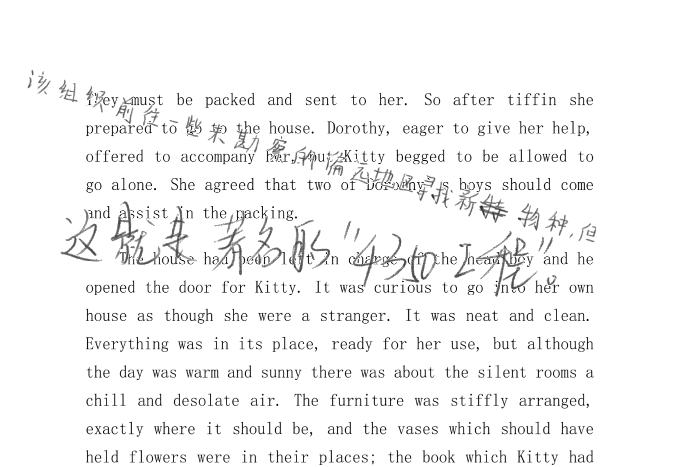 they must be packed and sent to her. So after tiffin she
prepared to go to the house. Dorothy, eager to give her help,
offered to accompany her, but Kitty begged to be allowed to
go alone. She agreed that two of Dorothy's boys should come
and assist in the packing.
The house had been left in charge of the head boy and he
opened the door for Kitty. It was curious to go into her own
house as though she were a stranger. It was neat and clean.
Everything was in its place, ready for her use, but although
the day was warm and sunny there was about the silent rooms a
chill and desolate air. The furniture was stiffly arranged,
exactly where it should be, and the vases which should have
held flowers were in their places; the book which Kitty had
该组织前往一些未勘察的偏远地区寻找新物种,但
这就是著名的"4350工程"。